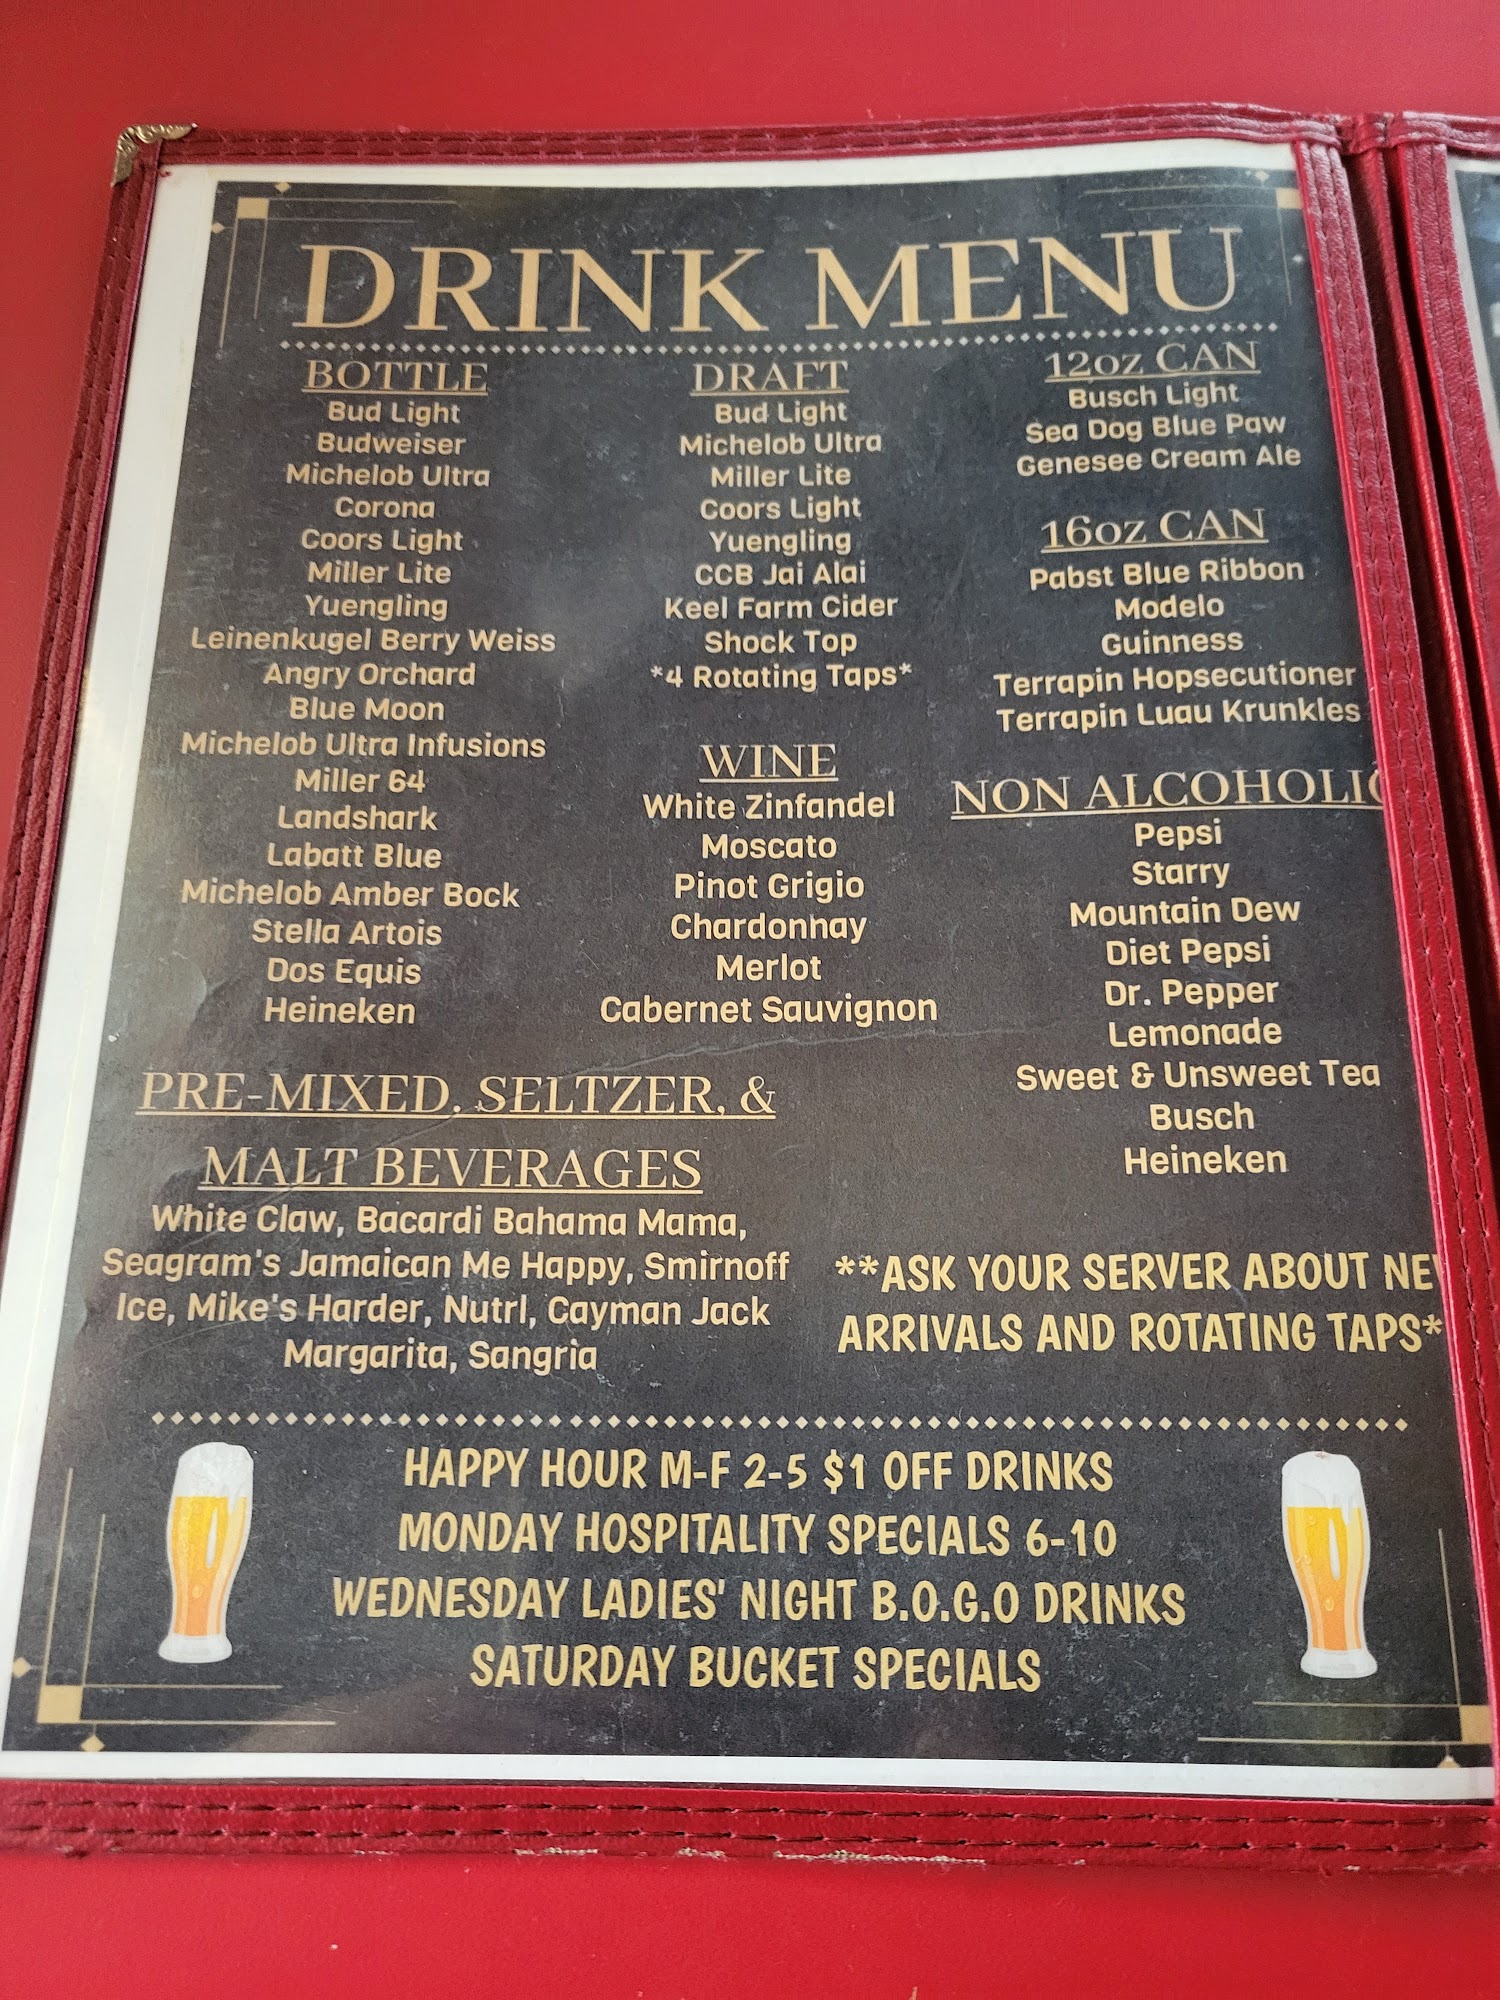 DRINK MENU
BOTTLE
Bud Light
Budweiser
Michelob Ultra
Corona
Coors Light
Miller Lite
Yuengling
Leinenkugel Berry Weiss
Angry Orchard
Blue Moon
Michelob Ultra Infusions
Miller 64
Landshark
Labatt Blue
Michelob Amber Bock
Stella Artois
Dos Equis
Heineken
DRAFT
Bud Light
Michelob Ultra
Miller Lite
Coors Light
Yuengling
CCB Jai Alai
Keel Farm Cider
Shock Top
*4 Rotating Taps*
WINE
White Zinfandel
Moscato
Pinot Grigio
Chardonnay
Merlot
Cabernet Sauvignon
12oz CAN
Busch Light
Sea Dog Blue Paw
Genesee Cream Ale
16oz CAN
Pabst Blue Ribbon
Modelo
Guinness
Terrapin Hopsecutioner
Terrapin Luau Krunkles
NON ALCOHOLIC
Pepsi
Starry
Mountain Dew
Diet Pepsi
Dr. Pepper
Lemonade
Sweet & Unsweet Tea
Busch
Heineken
PRE-MIXED, SELTZER, &
MALT BEVERAGES
White Claw, Bacardi Bahama Mama,
Seagram's Jamaican Me Happy, Smirnoff
Ice, Mike's Harder, Nutrl, Cayman Jack
Margarita, Sangria
**ASK YOUR SERVER ABOUT NEW
ARRIVALS AND ROTATING TAPS*
HAPPY HOUR M-F 2-5 $1 OFF DRINKS
MONDAY HOSPITALITY SPECIALS 6-10
WEDNESDAY LADIES' NIGHT B.O.G.O DRINKS
SATURDAY BUCKET SPECIALS